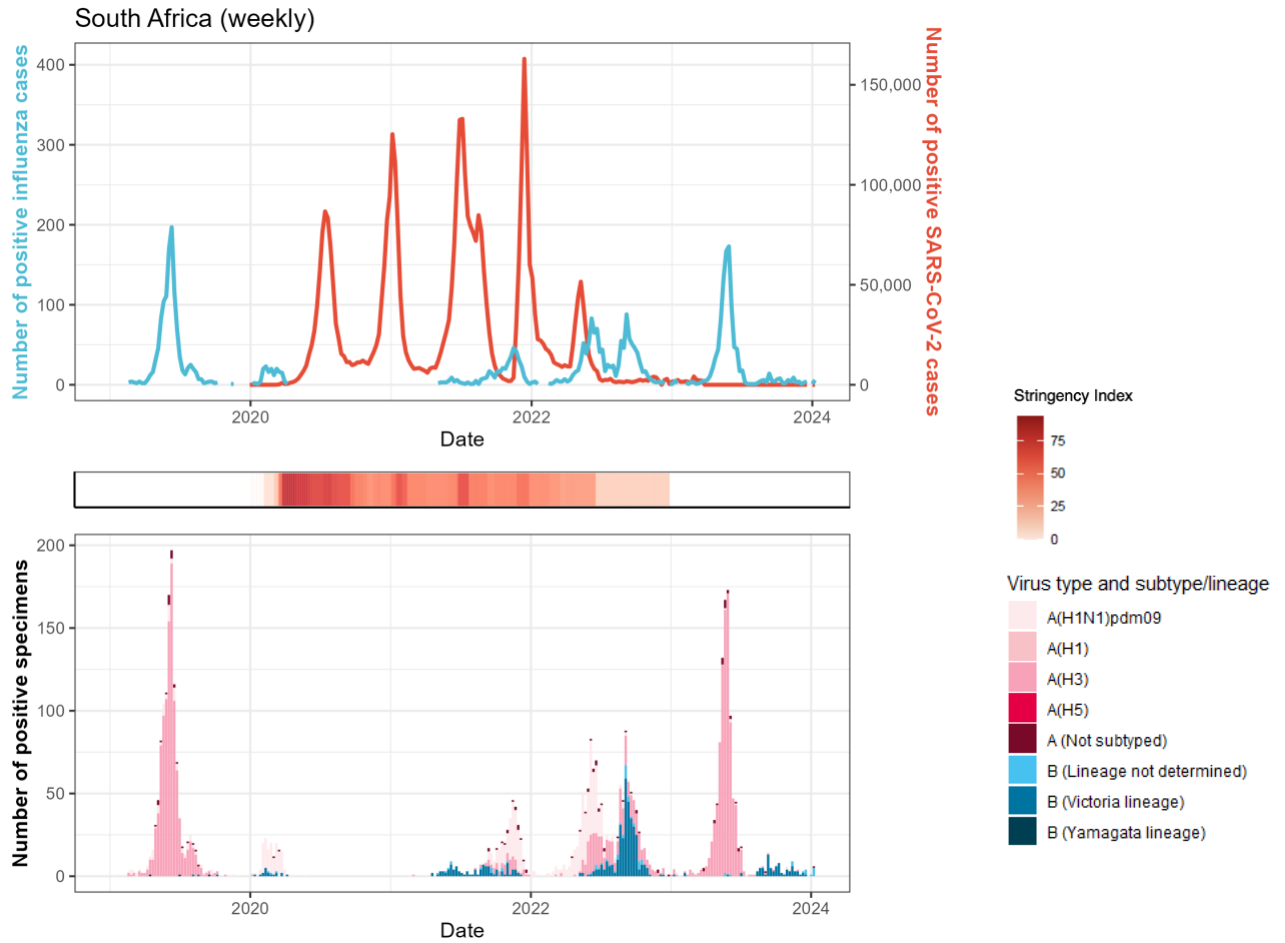 South Africa (weekly)
Number of positive influenza cases
400
300
200
100
0
150,000
100,000
50,000
0
Number of positive SARS-CoV-2 cases
2020
2022
2024
Date
Stringency Index
75
50
25
0
Number of positive specimens
200
150
100
50
0
2020
2022
2024
Date
Virus type and subtype/lineage
A(H1N1)pdm09
A(H1)
A(H3)
A(H5)
A (Not subtyped)
B (Lineage not determined)
B (Victoria lineage)
B (Yamagata lineage)